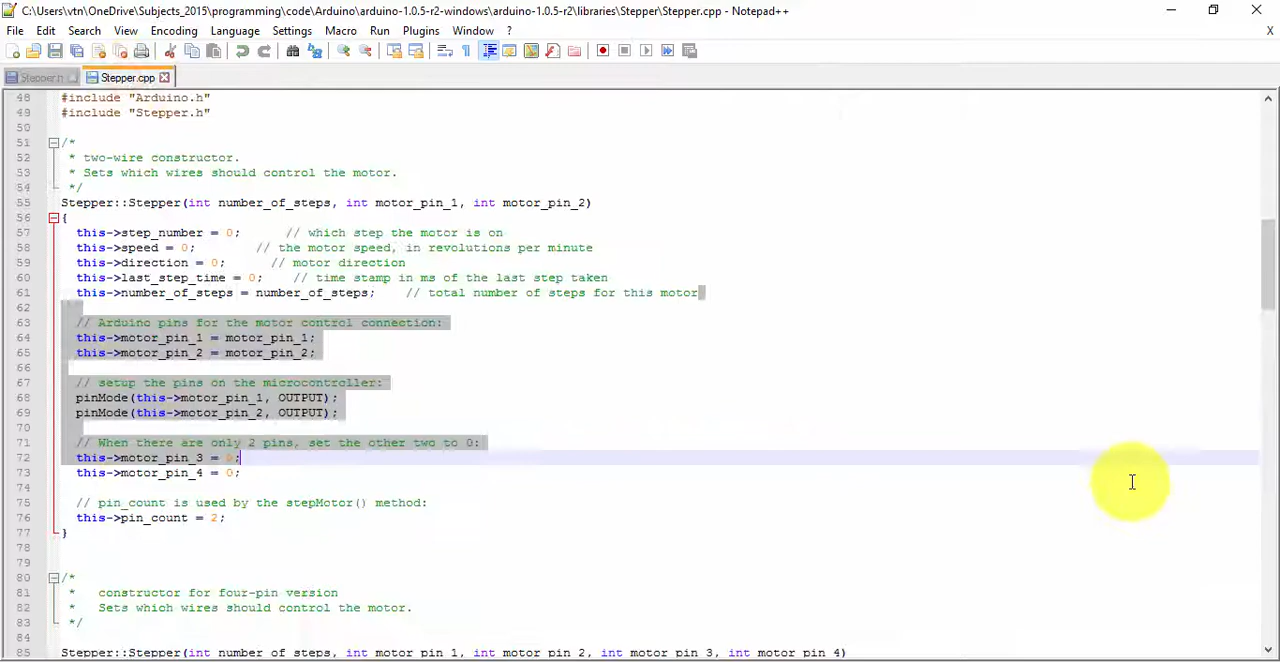 C:\Users\vtn\OneDrive\Subjects_2015\programming\code\Arduino\arduino-1.0.5-r2-windows\arduino-1.0.5-r2\libraries\Stepper\Stepper.cpp - Notepad++
File Edit Search View Encoding Language Settings Macro Run Plugins Window ? X
Stepper.h Stepper.cpp
48 #include "Arduino.h"
49 #include "Stepper.h"
50
51 /*
52 * two-wire constructor.
53 * Sets which wires should control the motor.
54 */
55 Stepper::Stepper(int number_of_steps, int motor_pin_1, int motor_pin_2)
56 {
57 this->step_number = 0; // which step the motor is on
58 this->speed = 0; // the motor speed, in revolutions per minute
59 this->direction = 0; // motor direction
60 this->last_step_time = 0; // time stamp in ms of the last step taken
61 this->number_of_steps = number_of_steps; // total number of steps for this motor
62
63 // Arduino pins for the motor control connection:
64 this->motor_pin_1 = motor_pin_1;
65 this->motor_pin_2 = motor_pin_2;
66
67 // setup the pins on the microcontroller:
68 pinMode(this->motor_pin_1, OUTPUT);
69 pinMode(this->motor_pin_2, OUTPUT);
70
71 // When there are only 2 pins, set the other two to 0:
72 this->motor_pin_3 = 0;
73 this->motor_pin_4 = 0;
74
75 // pin_count is used by the stepMotor() method:
76 this->pin_count = 2;
77 }
78
79
80 /*
81 * constructor for four-pin version
82 * Sets which wires should control the motor.
83 */
84
85 Stepper::Stepper(int number_of_steps, int motor_pin_1, int motor_pin_2, int motor_pin_3, int motor_pin_4)